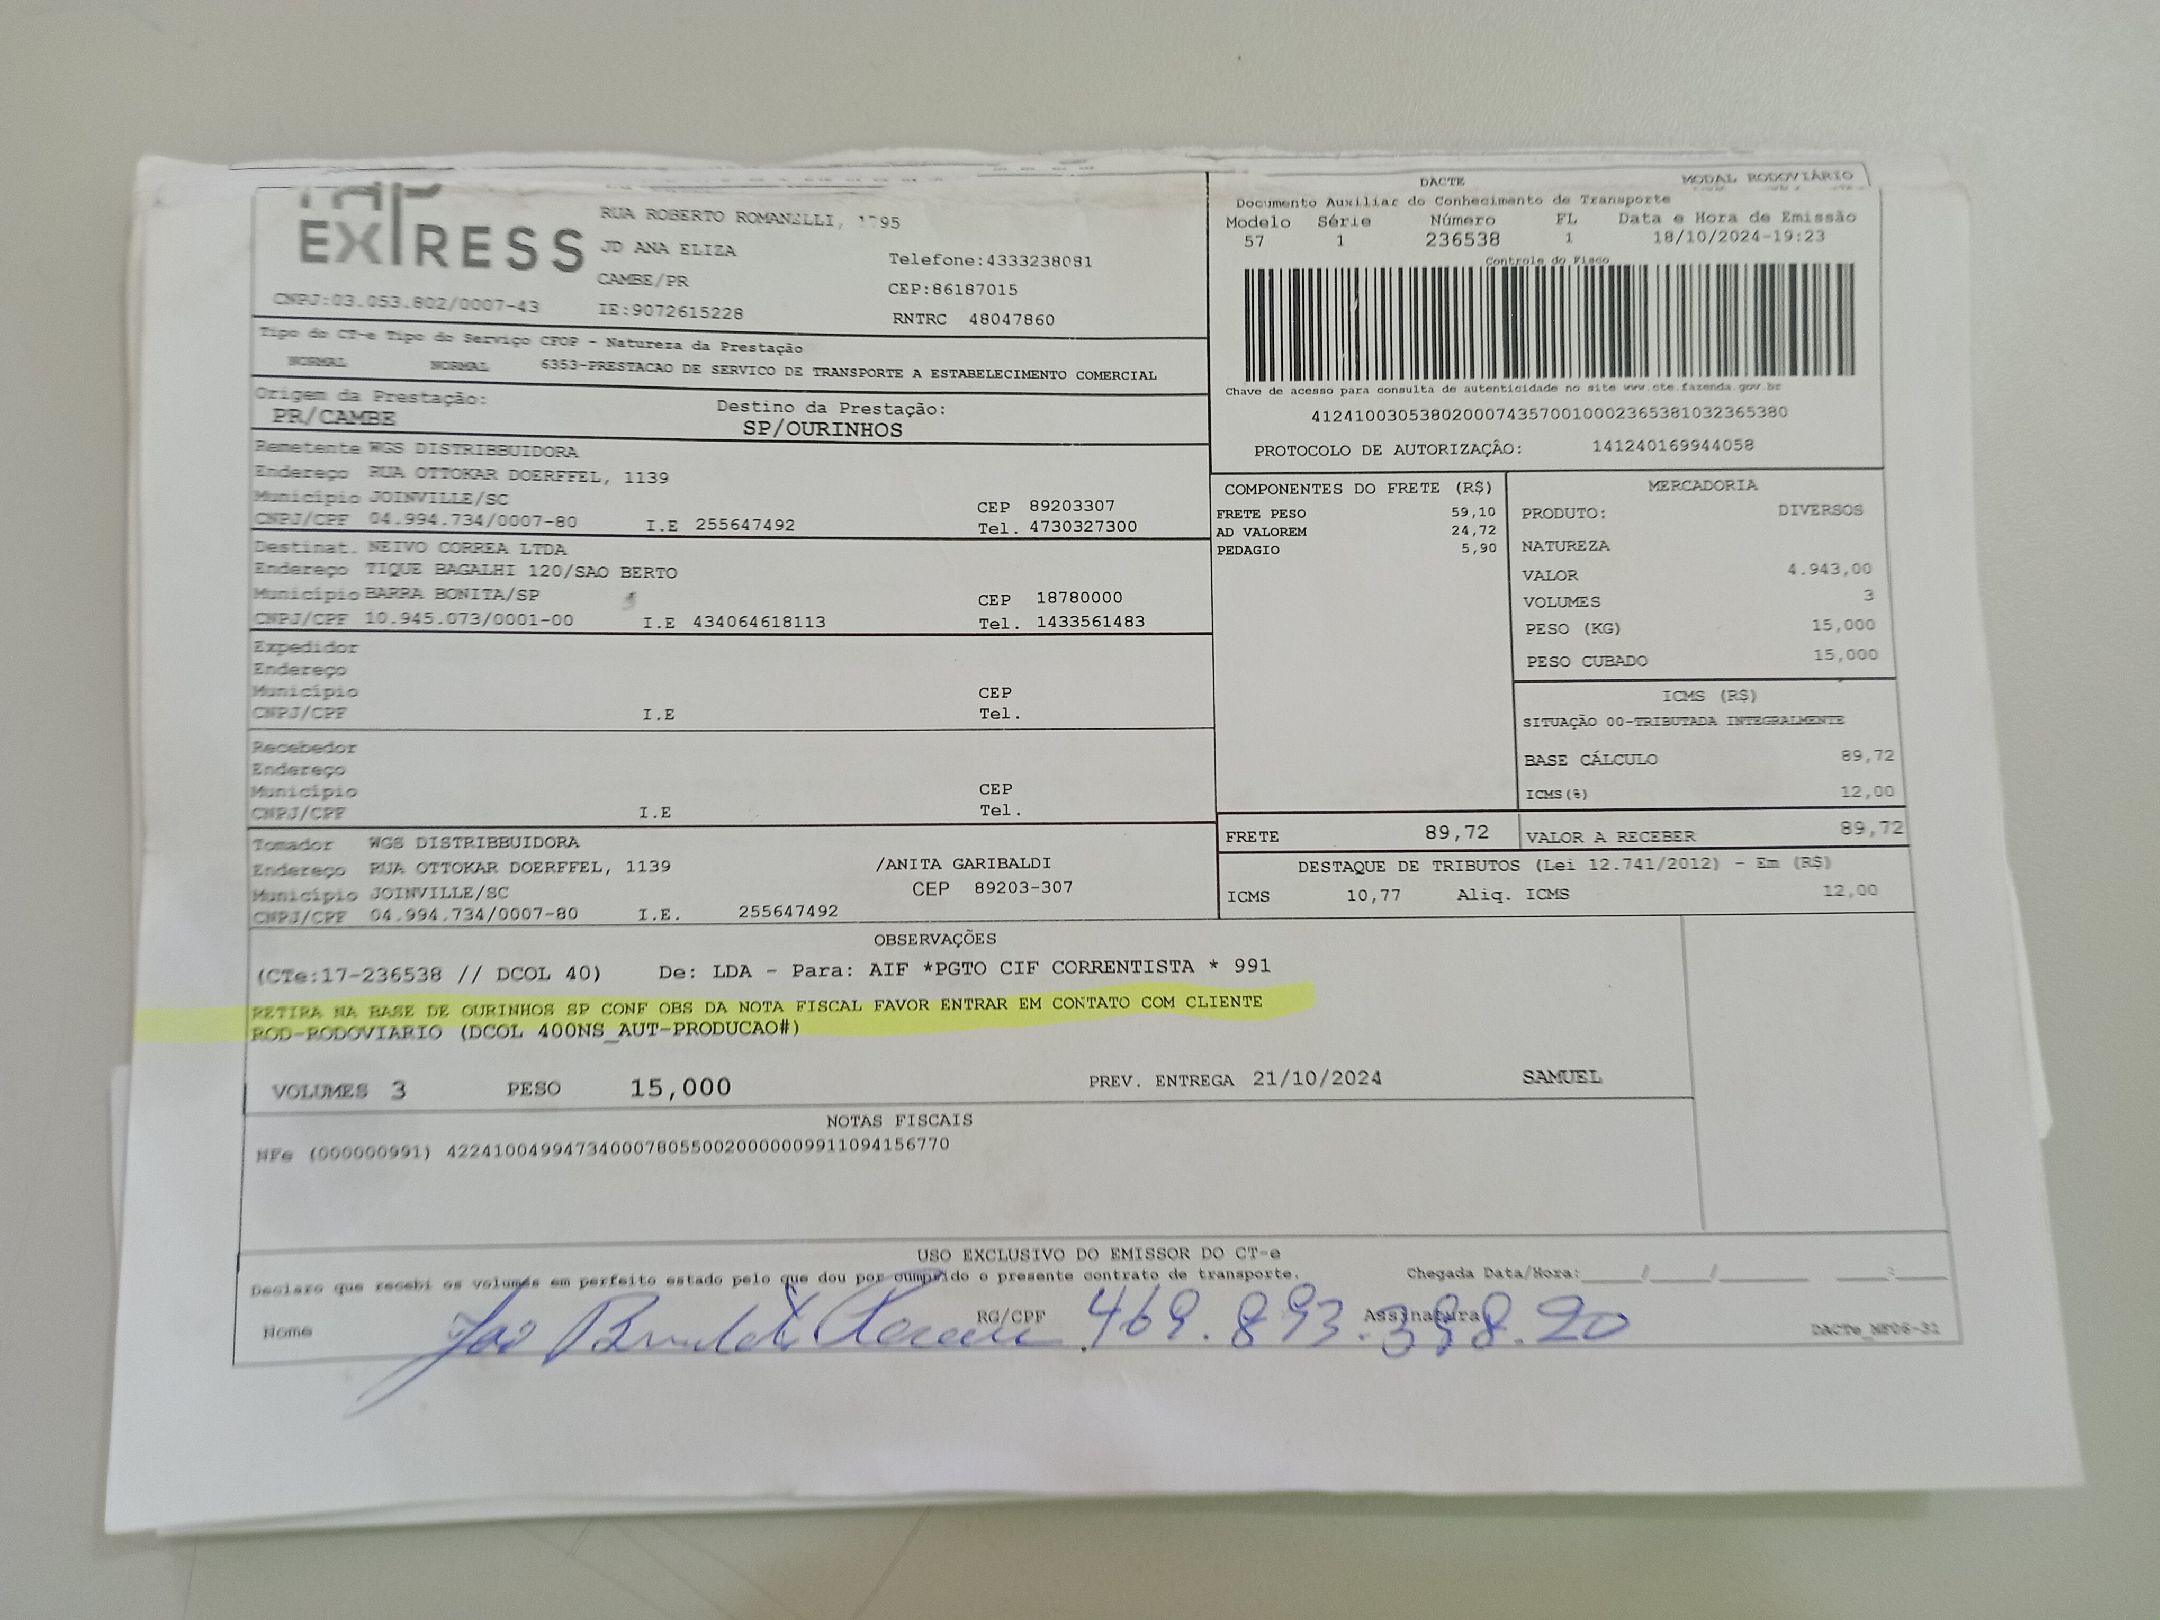 EXPRESS
RUA ROBERTO ROMANELLI, 1795
JD ANA ELIZA
CAMBE/PR
Telefone:4333238081
CEP:86187015
CNPJ:03.053.802/0007-43
IE:9072615228
RNTRC 48047860
DACTE
MODAL RODOVIÁRIO
Documento Auxiliar do Conhecimento de Transporte
Modelo Série Número FL Data e Hora de Emissão
57 1 236538 1 18/10/2024-19:23
Controle do Fisco
Chave de acesso para consulta de autenticidade no site www.cte.fazenda.gov.br
41241003053802000743570010002365381032365380
PROTOCOLO DE AUTORIZAÇÂO: 141240169944058
Tipo do CT-e Tipo do Serviço CFOP - Natureza da Prestação
NORMAL NORMAL 6353-PRESTACAO DE SERVICO DE TRANSPORTE A ESTABELECIMENTO COMERCIAL
Origem da Prestação: Destino da Prestação:
PR/CAMBE SP/OURINHOS
Remetente WGS DISTRIBBUIDORA
Endereço RUA OTTOKAR DOERFFEL, 1139
Município JOINVILLE/SC CEP 89203307
CNPJ/CPF 04.994.734/0007-80 I.E 255647492 Tel. 4730327300
Destinat. NEIVO CORREA LTDA
Endereço TIQUE BAGALHI 120/SAO BERTO
Município BARRA BONITA/SP CEP 18780000
CNPJ/CPF 10.945.073/0001-00 I.E 434064618113 Tel. 1433561483
Expedidor
Endereço
Município CEP
CNPJ/CPF I.E Tel.
Recebedor
Endereço
Município CEP
CNPJ/CPF I.E Tel.
Tomador WGS DISTRIBBUIDORA
Endereço RUA OTTOKAR DOERFFEL, 1139 /ANITA GARIBALDI
Município JOINVILLE/SC CEP 89203-307
CNPJ/CPF 04.994.734/0007-80 I.E. 255647492
COMPONENTES DO FRETE (R$)
FRETE PESO 59,10
AD VALOREM 24,72
PEDAGIO 5,90
MERCADORIA
PRODUTO: DIVERSOS
NATUREZA
VALOR 4.943,00
VOLUMES 3
PESO (KG) 15,000
PESO CUBADO 15,000
ICMS (R$)
SITUAÇÃO 00-TRIBUTADA INTEGRALMENTE
BASE CÁLCULO 89,72
ICMS(%) 12,00
FRETE 89,72 VALOR A RECEBER 89,72
DESTAQUE DE TRIBUTOS (Lei 12.741/2012) - Em (R$)
ICMS 10,77 Aliq. ICMS 12,00
OBSERVAÇÕES
(CTe:17-236538 // DCOL 40) De: LDA - Para: AIF *PGTO CIF CORRENTISTA * 991
RETIRA NA BASE DE OURINHOS SP CONF OBS DA NOTA FISCAL FAVOR ENTRAR EM CONTATO COM CLIENTE
ROD-RODOVIARIO (DCOL 400NS_AUT-PRODUCAO#)
VOLUMES 3 PESO 15,000 PREV. ENTREGA 21/10/2024 SAMUEL
NOTAS FISCAIS
NFe (000000991) 42241004994734000780550020000009911094156770
USO EXCLUSIVO DO EMISSOR DO CT-e
Declaro que recebi os volumes em perfeito estado pelo que dou por cumprido o presente contrato de transporte.
Chegada Data/Hora:____/____/________ ____:____
Nome RG/CPF 469.893.398.20 Assinatura
DACTe_NF06-31